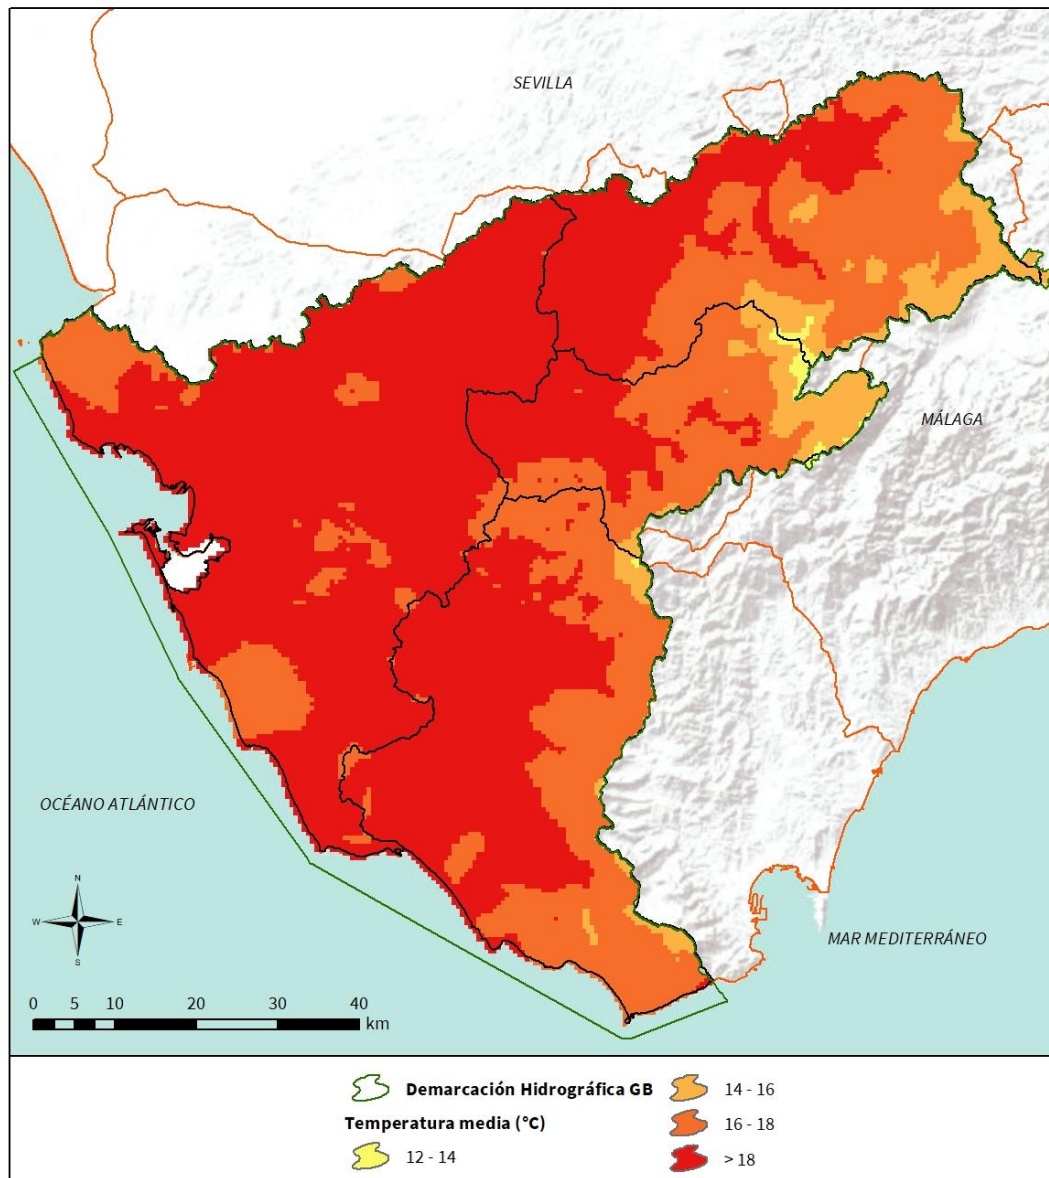 SEVILLA
MÁLAGA
OCÉANO ATLÁNTICO
N
W E
S
MAR MEDITERRÁNEO
0 5 10 20 30 40
km
Demarcación Hidrográfica GB
Temperatura media (°C)
12 - 14
14 - 16
16 - 18
> 18